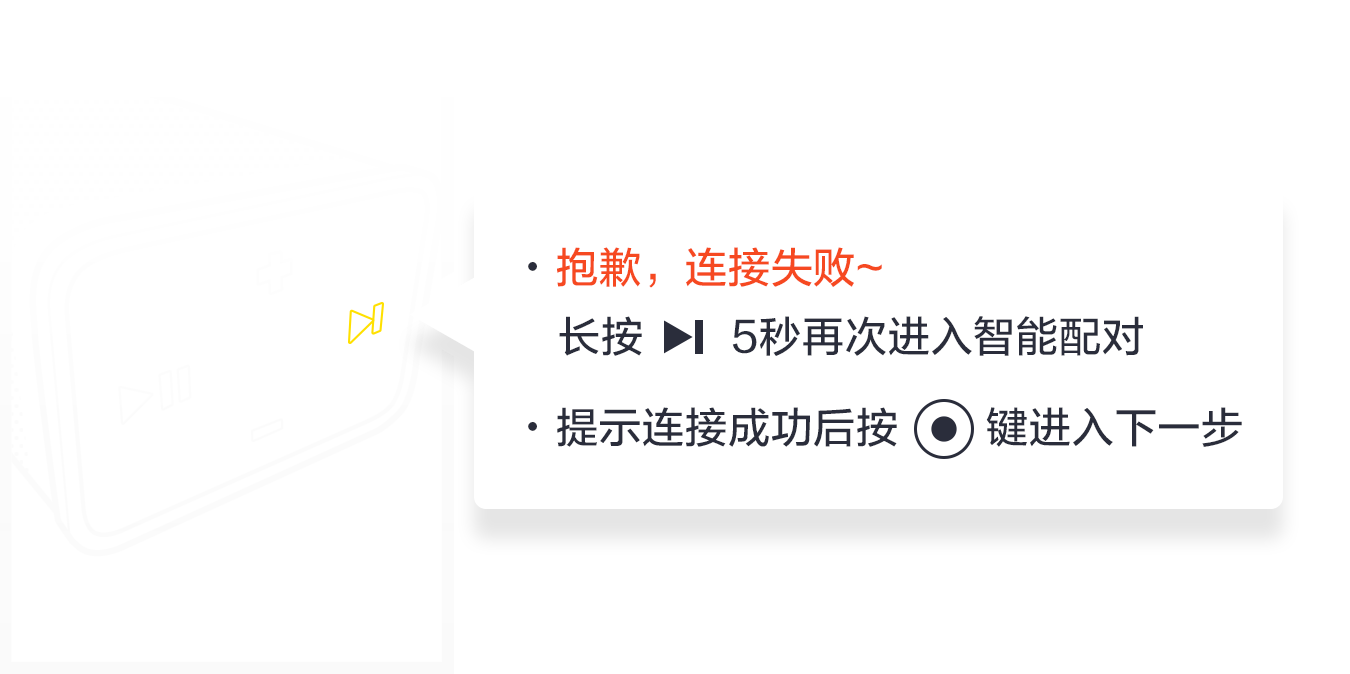 · 抱歉，连接失败~
长按 ⏭ 5秒再次进入智能配对
· 提示连接成功后按 ◉ 键进入下一步